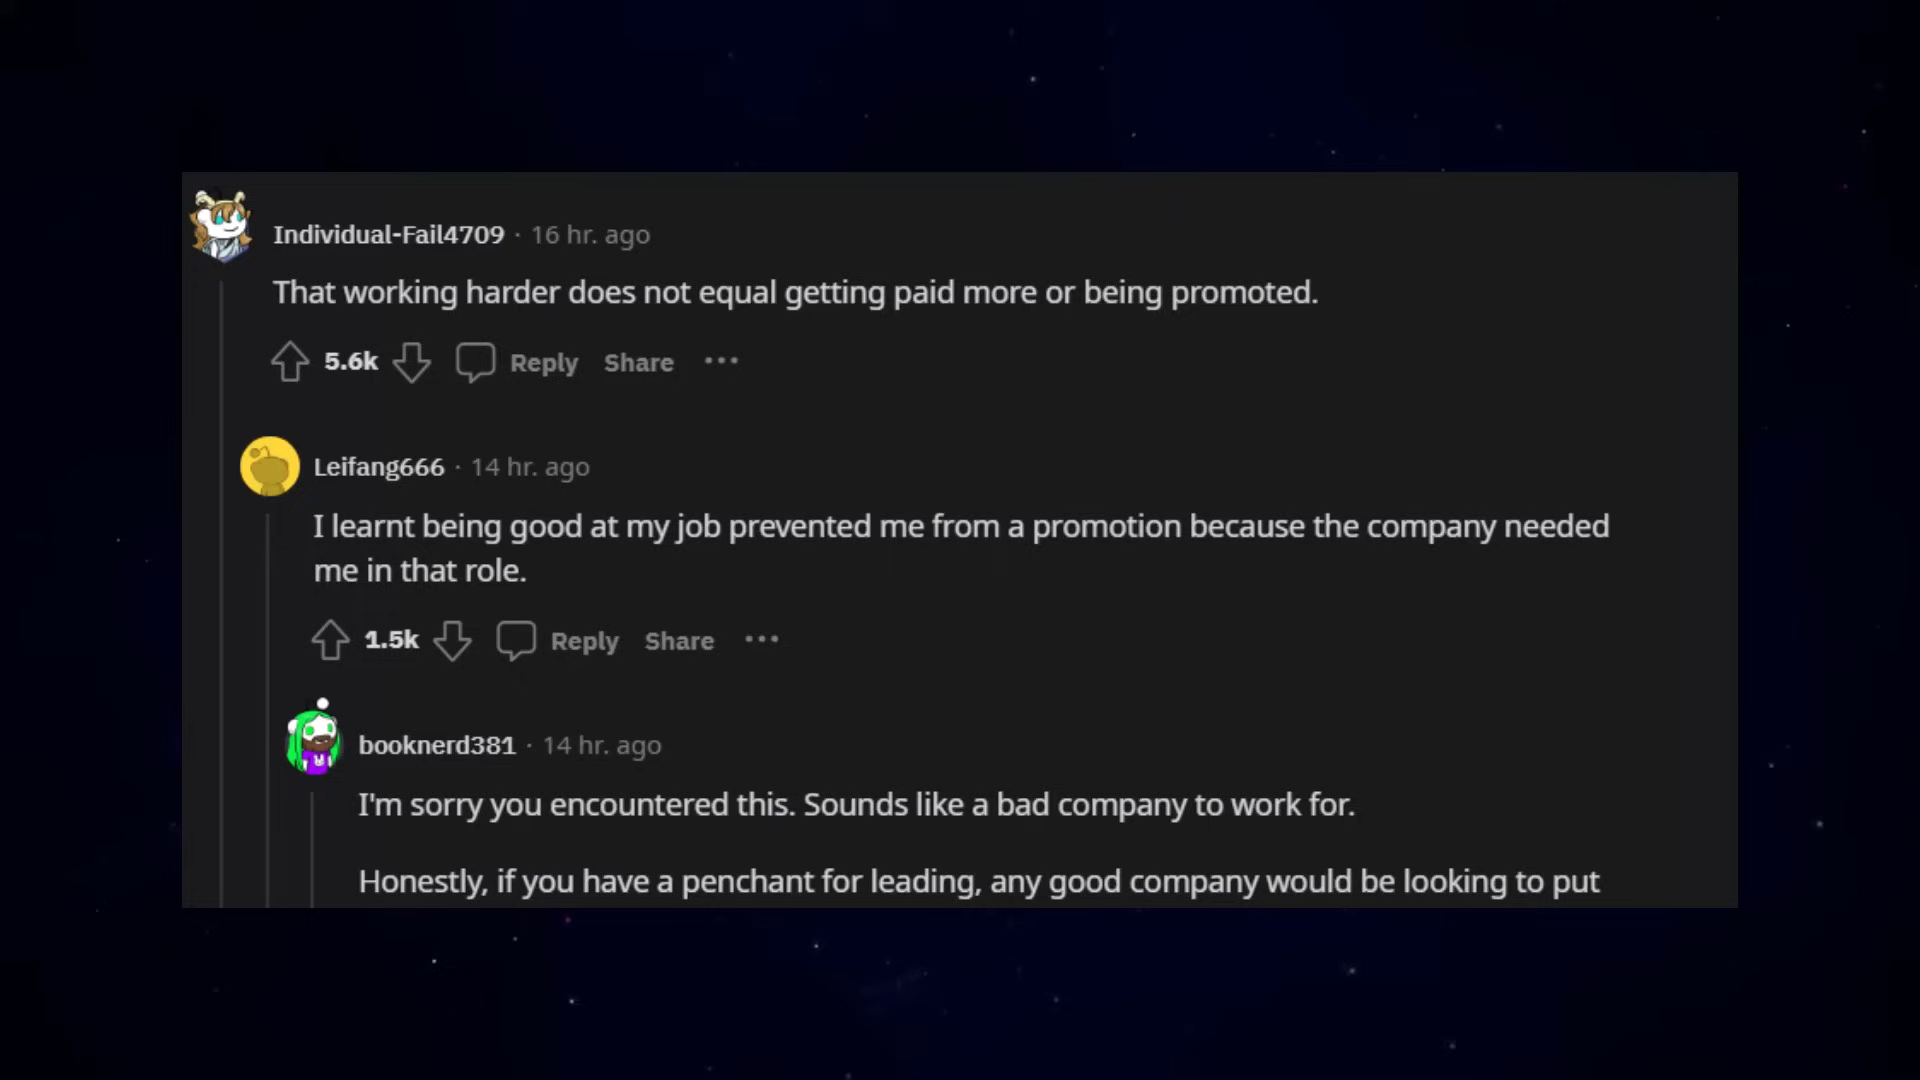 Individual-Fail4709 · 16 hr. ago
That working harder does not equal getting paid more or being promoted.
5.6k Reply Share ···
Leifang666 · 14 hr. ago
I learnt being good at my job prevented me from a promotion because the company needed
me in that role.
1.5k Reply Share ···
booknerd381 · 14 hr. ago
I'm sorry you encountered this. Sounds like a bad company to work for.
Honestly, if you have a penchant for leading, any good company would be looking to put